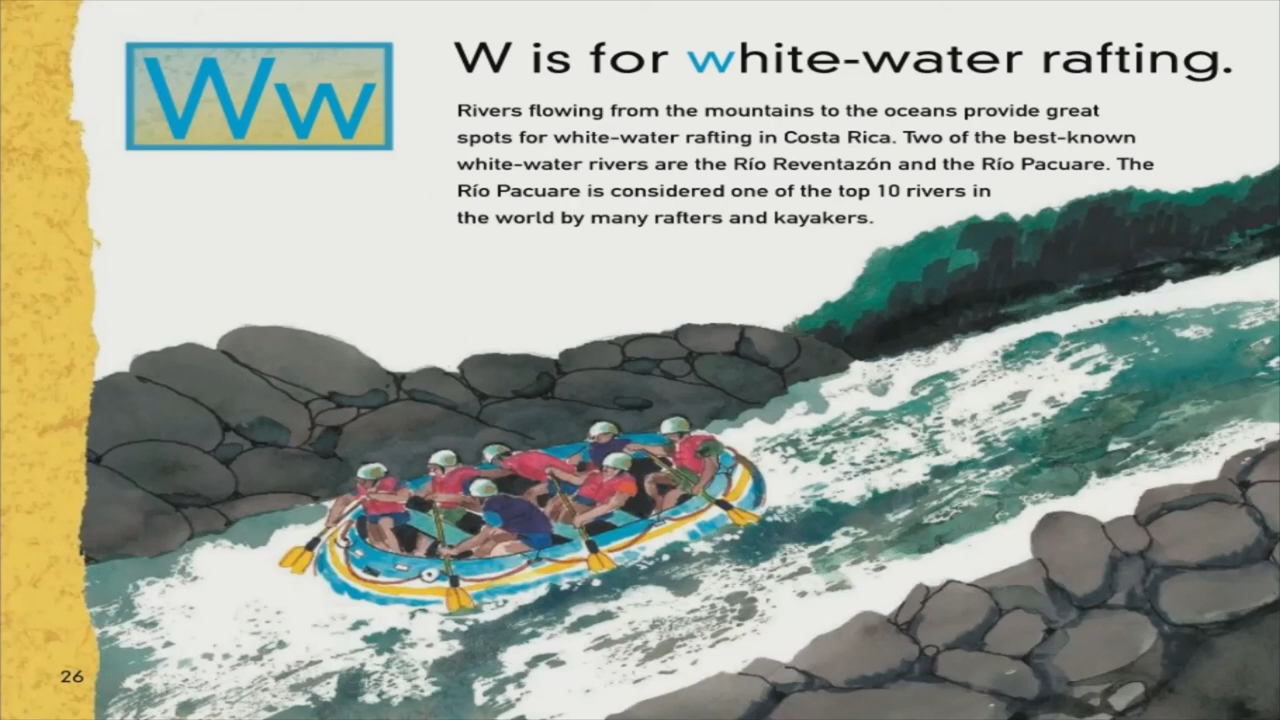 Ww
W is for white-water rafting.
Rivers flowing from the mountains to the oceans provide great
spots for white-water rafting in Costa Rica. Two of the best-known
white-water rivers are the Río Reventazón and the Río Pacuare. The
Río Pacuare is considered one of the top 10 rivers in
the world by many rafters and kayakers.
26